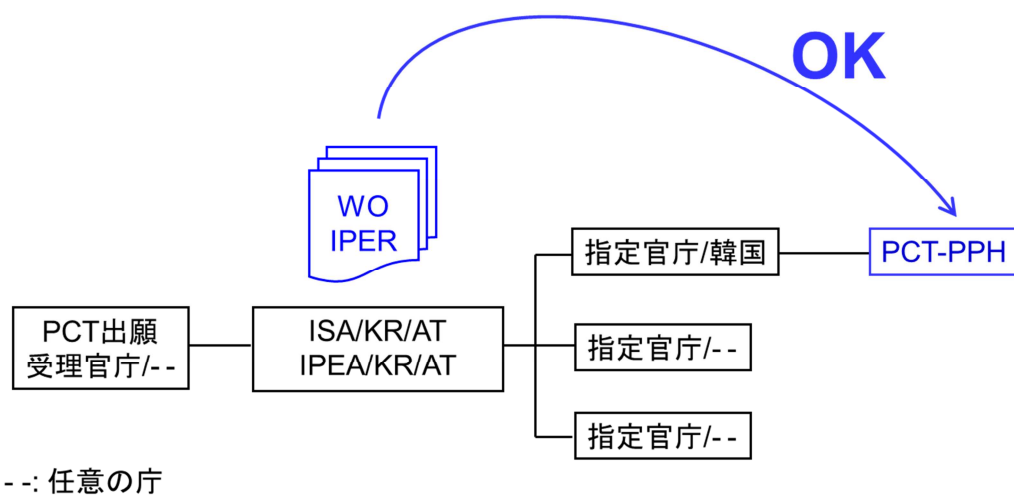 OK
WO
IPER
指定官庁/韓国
PCT-PPH
PCT出願
受理官庁/--
ISA/KR/AT
IPEA/KR/AT
指定官庁/--
指定官庁/--
- -: 任意の庁